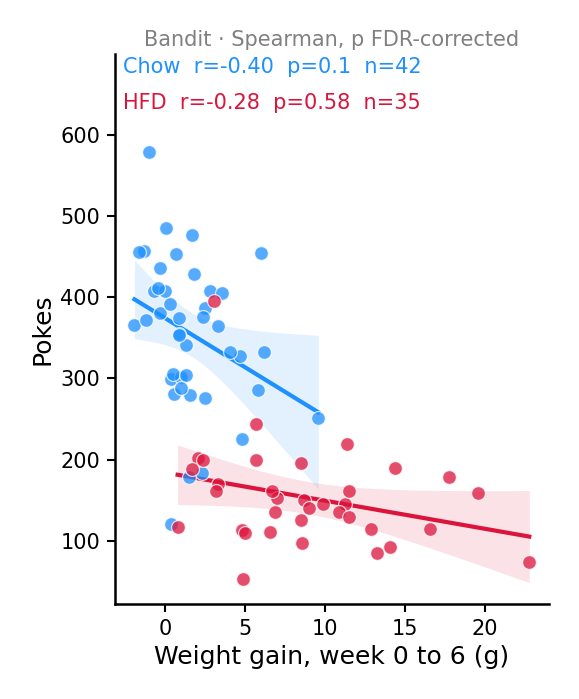 Bandit · Spearman, p FDR-corrected
Chow r=-0.40 p=0.1 n=42
HFD r=-0.28 p=0.58 n=35
600
500
400
300
200
100
Pokes
0 5 10 15 20
Weight gain, week 0 to 6 (g)